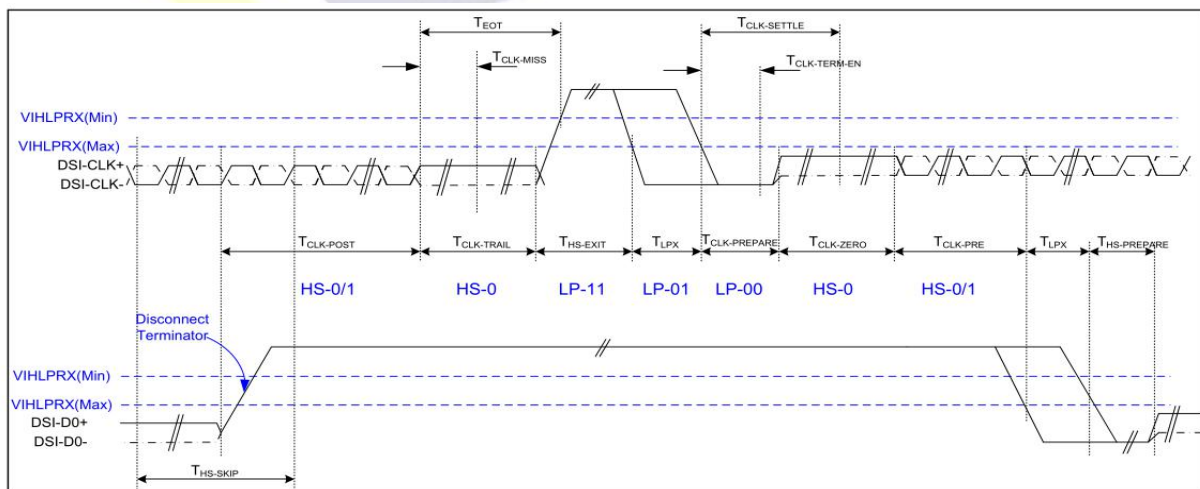 TEOT
TCLK-SETTLE
TCLK-MISS
TCLK-TERM-EN
VIHLPRX(Min)
VIHLPRX(Max)
DSI-CLK+
DSI-CLK-
TCLK-POST
TCLK-TRAIL
THS-EXIT
TLPX
TCLK-PREPARE
TCLK-ZERO
TCLK-PRE
TLPX
THS-PREPARE
HS-0/1
HS-0
LP-11
LP-01
LP-00
HS-0
HS-0/1
Disconnect
Terminator
VIHLPRX(Min)
VIHLPRX(Max)
DSI-D0+
DSI-D0-
THS-SKIP